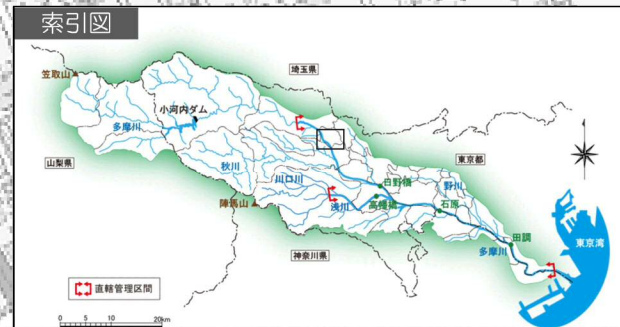 索引図
笠取山
埼玉県
小河内ダム
多摩川
東京都
山梨県
秋川
川口川
日野橋
野川
陣馬山
浅川
高幡橋
石原
田調
多摩川
東京湾
神奈川県
直轄管理区間
0 5 10 20km